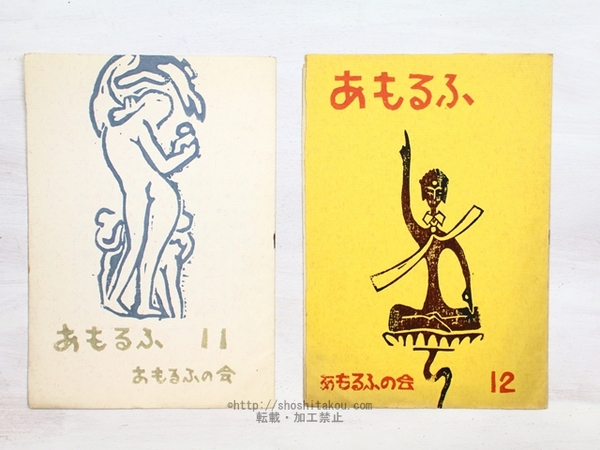 あもるふ 11
あもるふの会
あもるふ
あもるふの会 12
©http://shoshitakou.com/
転載・加工禁止